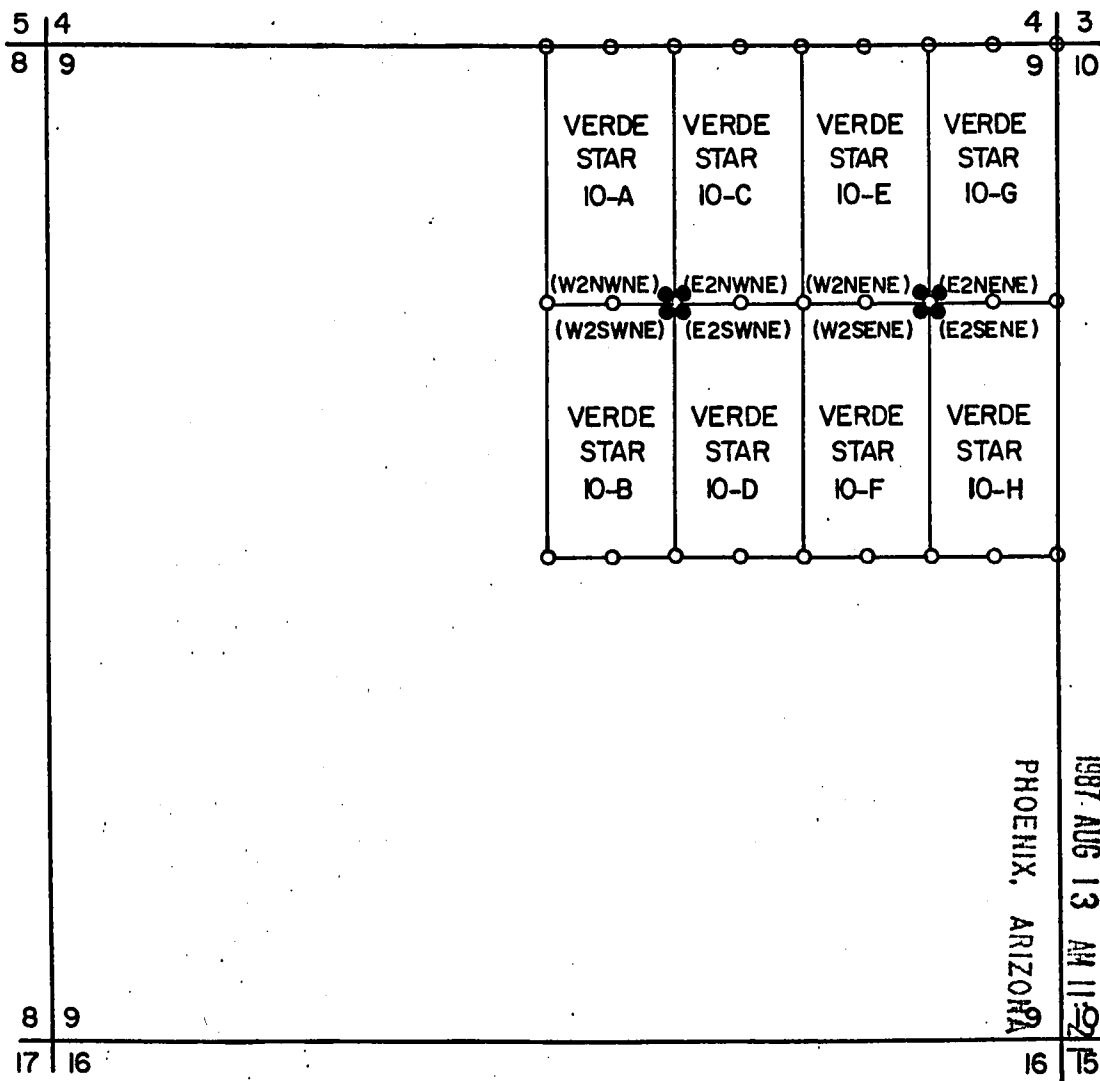 5 4
4 3
8 9
9 10
VERDE STAR 10-A
VERDE STAR 10-C
VERDE STAR 10-E
VERDE STAR 10-G
(W2NWNE)
(E2NWNE)
(W2NENE)
(E2NENE)
(W2SWNE)
(E2SWNE)
(W2SENE)
(E2SENE)
VERDE STAR 10-B
VERDE STAR 10-D
VERDE STAR 10-F
VERDE STAR 10-H
1987 AUG 13 AM
PHOENIX, ARIZONA
8 9
9 10
17 16
16 15